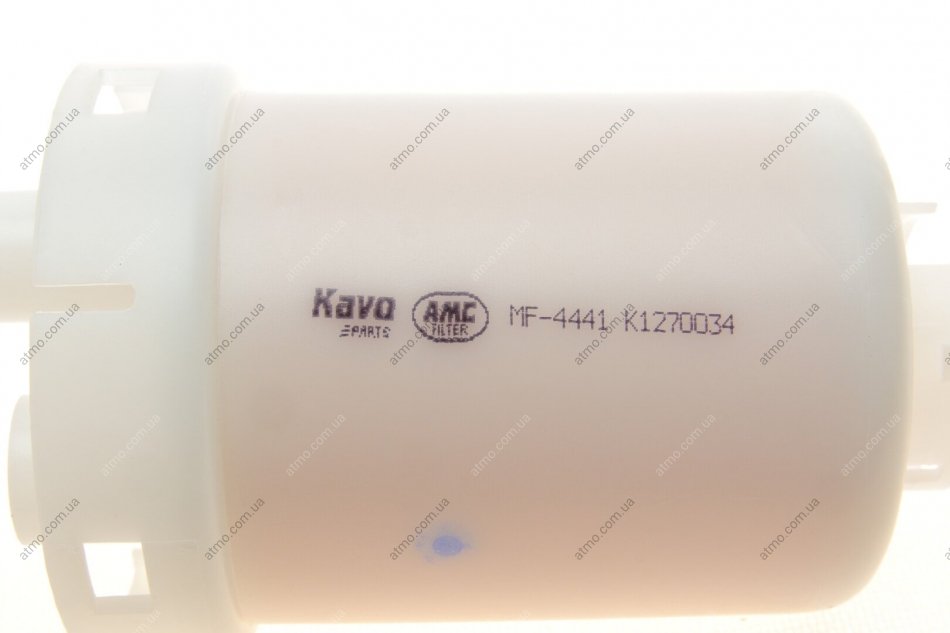 Kavo
PARTS
AMC
FILTER
MF-4441 K1270034
atmo.com.ua